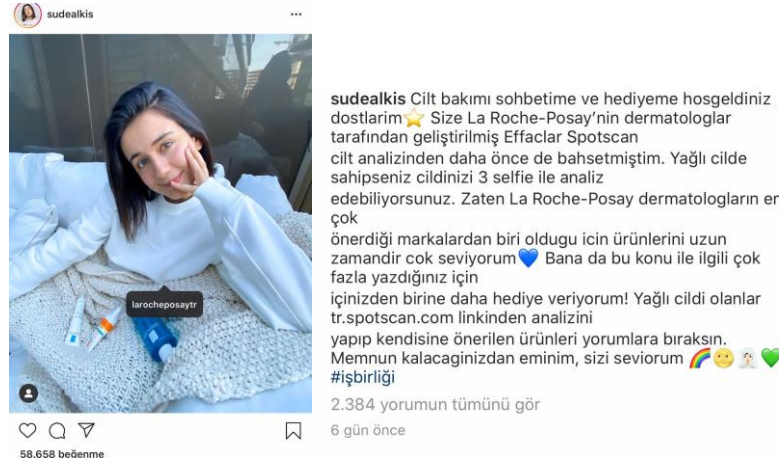 sudealkis
larocheposaytr
58.658 beğenme
sudealkis Cilt bakımı sohbetime ve hediyeme hosgeldiniz
dostlarim⭐ Size La Roche-Posay’nin dermatologlar
tarafından geliştirilmiş Effaclar Spotscan
cilt analizinden daha önce de bahsetmiştim. Yağlı cilde
sahipseniz cildinizi 3 selfie ile analiz
edebiliyorsunuz. Zaten La Roche-Posay dermatologların en
çok
önerdiği markalardan biri oldugu icin ürünlerini uzun
zamandir cok seviyorum💙 Bana da bu konu ile ilgili çok
fazla yazdığınız için
içinizden birine daha hediye veriyorum! Yağlı cildi olanlar
tr.spotscan.com linkinden analizini
yapıp kendisine önerilen ürünleri yorumlara bıraksın.
Memnun kalacaginizdan eminim, sizi seviorum 🌈🌝🧖🏻‍♀️💚
#işbirliği
2.384 yorumun tümünü gör
6 gün önce